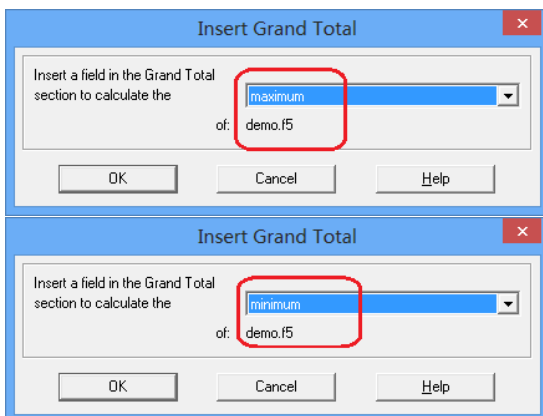 Insert Grand Total
Insert a field in the Grand Total
section to calculate the
maximum
of: demo.f5
OK Cancel Help
Insert Grand Total
Insert a field in the Grand Total
section to calculate the
minimum
of: demo.f5
OK Cancel Help